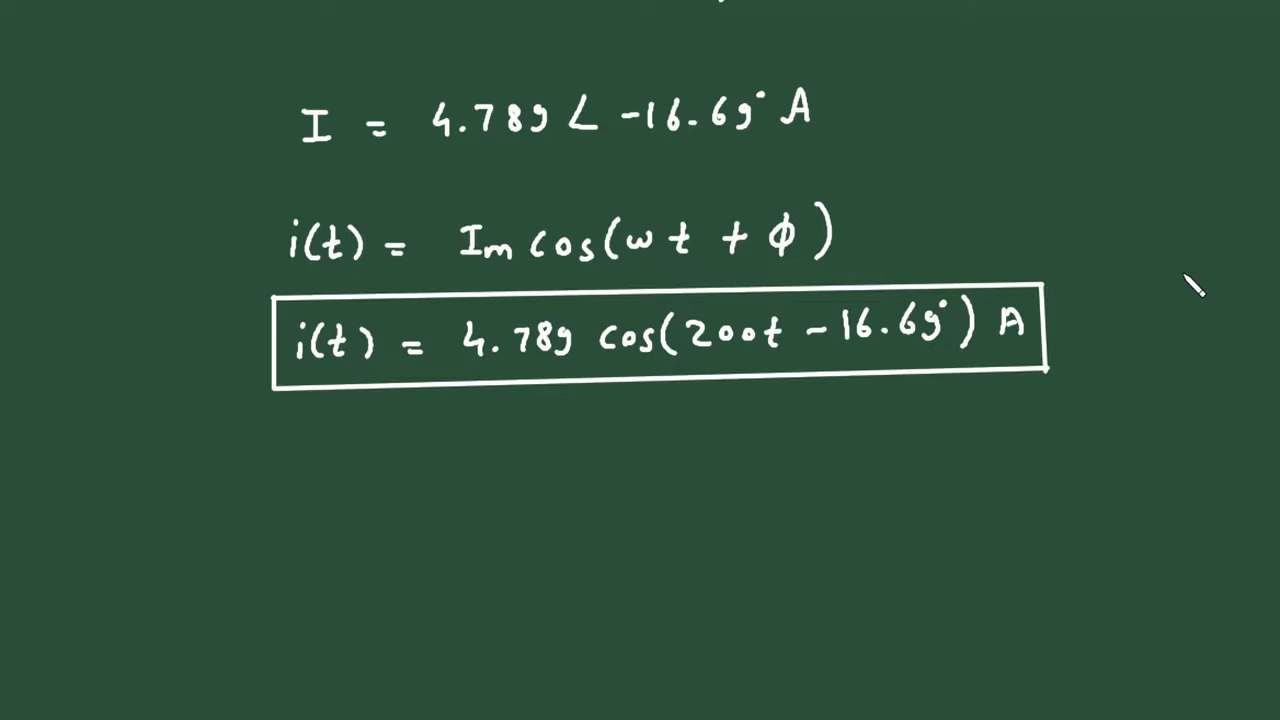 I = 4.789 ∠ -16.69° A
i(t) = Im cos(ωt + ϕ)
i(t) = 4.789 cos(200t - 16.69°) A